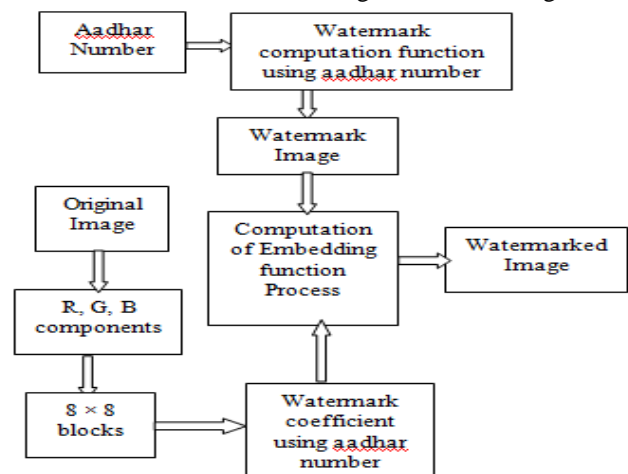 Aadhar
Number
Watermark
computation function
using aadhar number
Watermark
Image
Original
Image
Computation
of Embedding
function
Process
Watermarked
Image
R, G, B
components
8 × 8
blocks
Watermark
coefficient
using aadhar
number